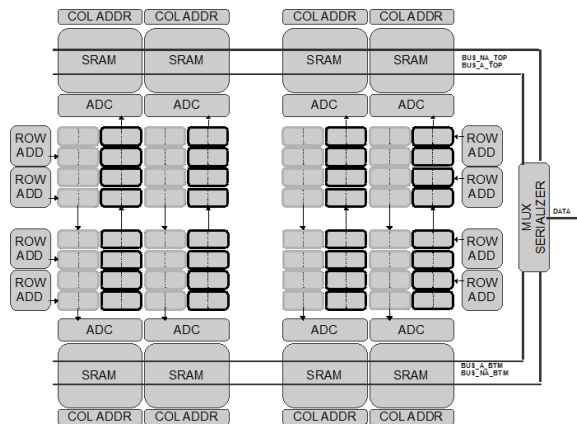 COL ADDR COL ADDR COL ADDR COL ADDR
SRAM SRAM SRAM SRAM
BUS_NA_TOP
BUS_A_TOP
ADC ADC ADC ADC
ROW
ADD
ROW
ADD
ROW
ADD
ROW
ADD
MUX
SERIALIZER
DATA
ROW
ADD
ROW
ADD
ROW
ADD
ROW
ADD
ADC ADC ADC ADC
BUS_A_BTM
BUS_NA_BTM
SRAM SRAM SRAM SRAM
COL ADDR COL ADDR COL ADDR COL ADDR